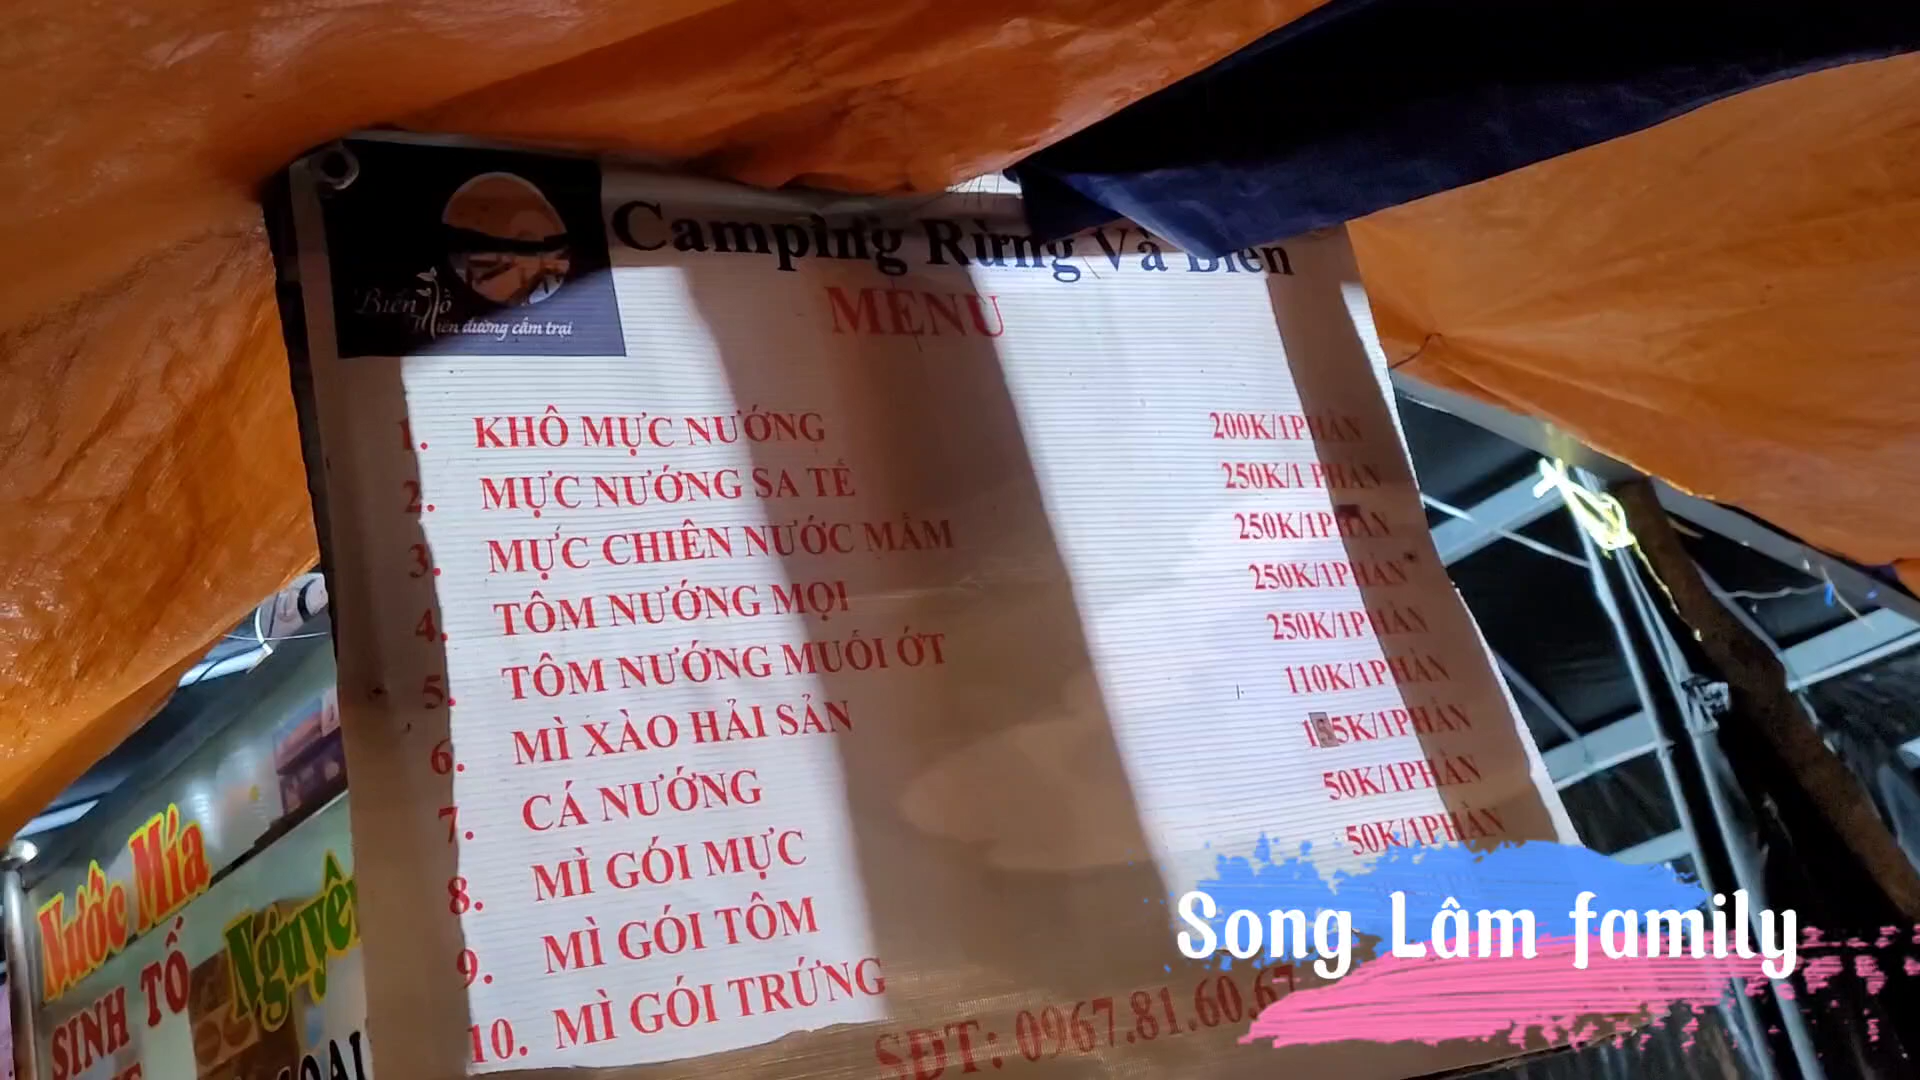 Camping Rừng Và Biển
Biển Hồ
Thiên đường cắm trại
MENU
1. KHÔ MỰC NƯỚNG 200K/1PHẦN
2. MỰC NƯỚNG SA TẾ 250K/1 PHẦN
3. MỰC CHIÊN NƯỚC MẮM 250K/1PHẦN
4. TÔM NƯỚNG MỌI 250K/1PHẦN
5. TÔM NƯỚNG MUỐI ỚT 250K/1PHẦN
6. MÌ XÀO HẢI SẢN 110K/1PHẦN
7. CÁ NƯỚNG 155K/1PHẦN
8. MÌ GÓI MỰC 50K/1PHẦN
9. MÌ GÓI TÔM 50K/1PHẦN
10. MÌ GÓI TRỨNG
SĐT: 0967.81.60.67
Song Lâm family
Nước Mía
SINH TỐ